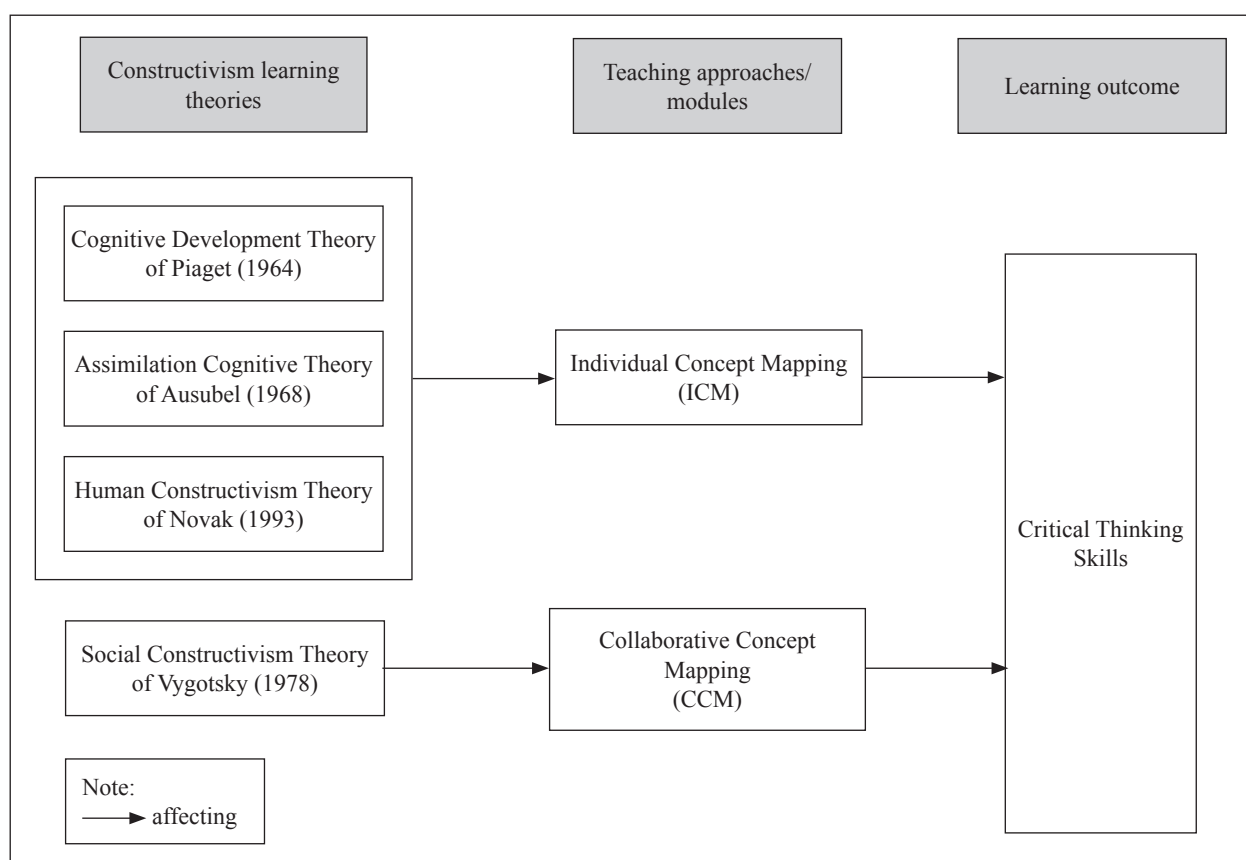 Constructivism learning
theories
Teaching approaches/
modules
Learning outcome
Cognitive Development Theory
of Piaget (1964)
Assimilation Cognitive Theory
of Ausubel (1968)
Human Constructivism Theory
of Novak (1993)
Individual Concept Mapping
(ICM)
Critical Thinking
Skills
Social Constructivism Theory
of Vygotsky (1978)
Collaborative Concept
Mapping
(CCM)
Note:
affecting